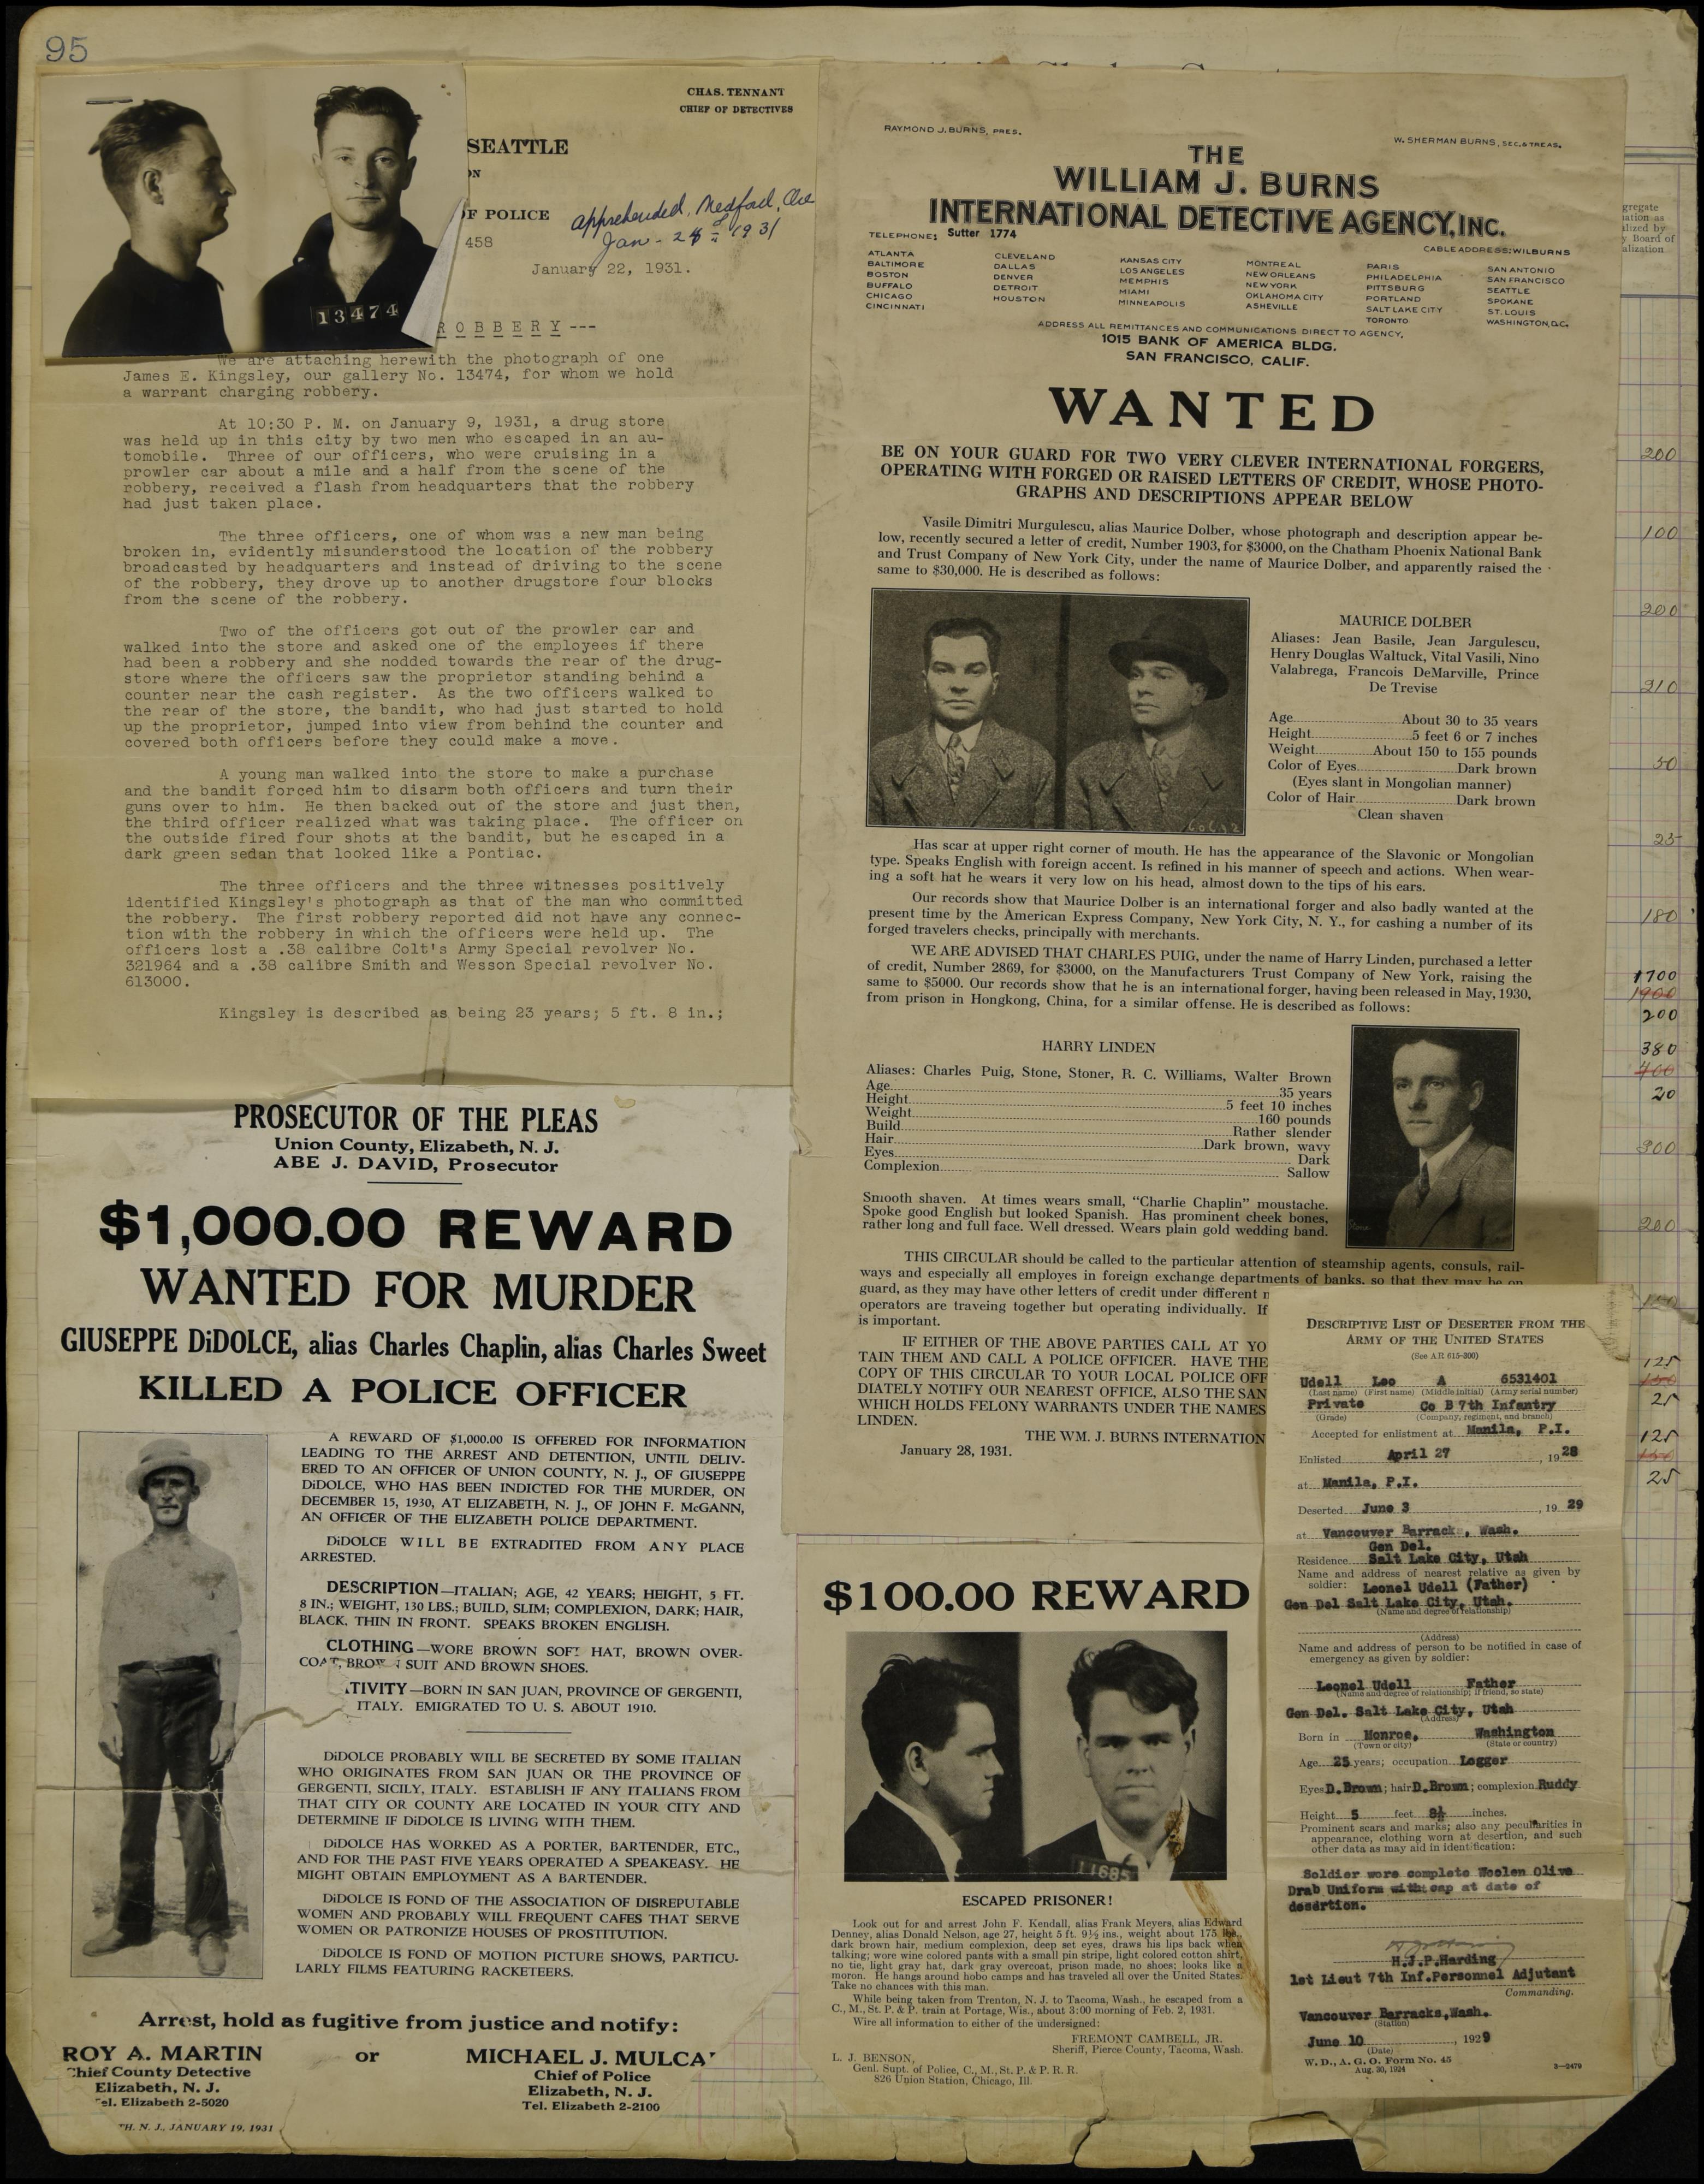 95
CHAS. TENNANT
CHIEF OF DETECTIVES
SEATTLE
ON
OF POLICE
458
apprehended, Medford, Ore
Jan - 28 1931
January 22, 1931.
13474
ROBBERY---
We are attaching herewith the photograph of one
James E. Kingsley, our gallery No. 13474, for whom we hold
a warrant charging robbery.
At 10:30 P. M. on January 9, 1931, a drug store
was held up in this city by two men who escaped in an au-
tomobile. Three of our officers, who were cruising in a
prowler car about a mile and a half from the scene of the
robbery, received a flash from headquarters that the robbery
had just taken place.
The three officers, one of whom was a new man being
broken in, evidently misunderstood the location of the robbery
broadcasted by headquarters and instead of driving to the scene
of the robbery, they drove up to another drugstore four blocks
from the scene of the robbery.
Two of the officers got out of the prowler car and
walked into the store and asked one of the employees if there
had been a robbery and she nodded towards the rear of the drug-
store where the officers saw the proprietor standing behind a
counter near the cash register. As the two officers walked to
the rear of the store, the bandit, who had just started to hold
up the proprietor, jumped into view from behind the counter and
covered both officers before they could make a move.
A young man walked into the store to make a purchase
and the bandit forced him to disarm both officers and turn their
guns over to him. He then backed out of the store and just then,
the third officer realized what was taking place. The officer on
the outside fired four shots at the bandit, but he escaped in a
dark green sedan that looked like a Pontiac.
The three officers and the three witnesses positively
identified Kingsley's photograph as that of the man who committed
the robbery. The first robbery reported did not have any connec-
tion with the robbery in which the officers were held up. The
officers lost a .38 calibre Colt's Army Special revolver No.
321964 and a .38 calibre Smith and Wesson Special revolver No.
613000.
Kingsley is described as being 23 years; 5 ft. 8 in.;
PROSECUTOR OF THE PLEAS
Union County, Elizabeth, N. J.
ABE J. DAVID, Prosecutor
$1,000.00 REWARD
WANTED FOR MURDER
GIUSEPPE DiDOLCE, alias Charles Chaplin, alias Charles Sweet
KILLED A POLICE OFFICER
A REWARD OF $1,000.00 IS OFFERED FOR INFORMATION
LEADING TO THE ARREST AND DETENTION, UNTIL DELIV-
ERED TO AN OFFICER OF UNION COUNTY, N. J., OF GIUSEPPE
DiDOLCE, WHO HAS BEEN INDICTED FOR THE MURDER, ON
DECEMBER 15, 1930, AT ELIZABETH, N. J., OF JOHN F. McGANN,
AN OFFICER OF THE ELIZABETH POLICE DEPARTMENT.
DiDOLCE WILL BE EXTRADITED FROM ANY PLACE
ARRESTED.
DESCRIPTION—ITALIAN; AGE, 42 YEARS; HEIGHT, 5 FT.
8 IN.; WEIGHT, 130 LBS.; BUILD, SLIM; COMPLEXION, DARK; HAIR,
BLACK, THIN IN FRONT. SPEAKS BROKEN ENGLISH.
CLOTHING—WORE BROWN SOFT HAT, BROWN OVER-
COAT, BROWN SUIT AND BROWN SHOES.
TIVITY—BORN IN SAN JUAN, PROVINCE OF GERGENTI,
ITALY. EMIGRATED TO U. S. ABOUT 1910.
DiDOLCE PROBABLY WILL BE SECRETED BY SOME ITALIAN
WHO ORIGINATES FROM SAN JUAN OR THE PROVINCE OF
GERGENTI, SICILY, ITALY. ESTABLISH IF ANY ITALIANS FROM
THAT CITY OR COUNTY ARE LOCATED IN YOUR CITY AND
DETERMINE IF DiDOLCE IS LIVING WITH THEM.
DiDOLCE HAS WORKED AS A PORTER, BARTENDER, ETC.,
AND FOR THE PAST FIVE YEARS OPERATED A SPEAKEASY. HE
MIGHT OBTAIN EMPLOYMENT AS A BARTENDER.
DiDOLCE IS FOND OF THE ASSOCIATION OF DISREPUTABLE
WOMEN AND PROBABLY WILL FREQUENT CAFES THAT SERVE
WOMEN OR PATRONIZE HOUSES OF PROSTITUTION.
DiDOLCE IS FOND OF MOTION PICTURE SHOWS, PARTICU-
LARLY FILMS FEATURING RACKETEERS.
Arrest, hold as fugitive from justice and notify:
ROY A. MARTIN
Chief County Detective
Elizabeth, N. J.
Tel. Elizabeth 2-5020
or
MICHAEL J. MULCA
Chief of Police
Elizabeth, N. J.
Tel. Elizabeth 2-2100
TH. N. J., JANUARY 19, 1931
RAYMOND J. BURNS, PRES.
W. SHERMAN BURNS, SEC. & TREAS.
THE
WILLIAM J. BURNS
INTERNATIONAL DETECTIVE AGENCY, INC.
TELEPHONE: Sutter 1774
CABLE ADDRESS: WILBURNS
ATLANTA CLEVELAND KANSAS CITY MONTREAL PARIS SAN ANTONIO
BALTIMORE DALLAS LOS ANGELES NEW ORLEANS PHILADELPHIA SAN FRANCISCO
BOSTON DENVER MEMPHIS NEW YORK PITTSBURG SEATTLE
BUFFALO DETROIT MIAMI OKLAHOMA CITY PORTLAND SPOKANE
CHICAGO HOUSTON MINNEAPOLIS ASHEVILLE SALT LAKE CITY ST. LOUIS
CINCINNATI TORONTO WASHINGTON, D.C.
ADDRESS ALL REMITTANCES AND COMMUNICATIONS DIRECT TO AGENCY,
1015 BANK OF AMERICA BLDG.
SAN FRANCISCO, CALIF.
WANTED
BE ON YOUR GUARD FOR TWO VERY CLEVER INTERNATIONAL FORGERS,
OPERATING WITH FORGED OR RAISED LETTERS OF CREDIT, WHOSE PHOTO-
GRAPHS AND DESCRIPTIONS APPEAR BELOW
Vasile Dimitri Murgulescu, alias Maurice Dolber, whose photograph and description appear be-
low, recently secured a letter of credit, Number 1903, for $3000, on the Chatham Phoenix National Bank
and Trust Company of New York City, under the name of Maurice Dolber, and apparently raised the
same to $30,000. He is described as follows:
MAURICE DOLBER
Aliases: Jean Basile, Jean Jargulescu,
Henry Douglas Waltuck, Vital Vasili, Nino
Valabrega, Francois DeMarville, Prince
De Trevise
Age About 30 to 35 years
Height 5 feet 6 or 7 inches
Weight About 150 to 155 pounds
Color of Eyes Dark brown
(Eyes slant in Mongolian manner)
Color of Hair Dark brown
Clean shaven
Has scar at upper right corner of mouth. He has the appearance of the Slavonic or Mongolian
type. Speaks English with foreign accent. Is refined in his manner of speech and actions. When wear-
ing a soft hat he wears it very low on his head, almost down to the tips of his ears.
Our records show that Maurice Dolber is an international forger and also badly wanted at the
present time by the American Express Company, New York City, N. Y., for cashing a number of its
forged travelers checks, principally with merchants.
WE ARE ADVISED THAT CHARLES PUIG, under the name of Harry Linden, purchased a letter
of credit, Number 2869, for $3000, on the Manufacturers Trust Company of New York, raising the
same to $5000. Our records show that he is an international forger, having been released in May, 1930,
from prison in Hongkong, China, for a similar offense. He is described as follows:
HARRY LINDEN
Aliases: Charles Puig, Stone, Stoner, R. C. Williams, Walter Brown
Age 35 years
Height 5 feet 10 inches
Weight 160 pounds
Build Rather slender
Hair Dark brown, wavy
Eyes Dark
Complexion Sallow
Smooth shaven. At times wears small, “Charlie Chaplin” moustache.
Spoke good English but looked Spanish. Has prominent cheek bones,
rather long and full face. Well dressed. Wears plain gold wedding band.
Stone
THIS CIRCULAR should be called to the particular attention of steamship agents, consuls, rail-
ways and especially all employes in foreign exchange departments of banks, so that they may be on
guard, as they may have other letters of credit under different n
operators are traveing together but operating individually. If
is important.
IF EITHER OF THE ABOVE PARTIES CALL AT YO
TAIN THEM AND CALL A POLICE OFFICER. HAVE THE
COPY OF THIS CIRCULAR TO YOUR LOCAL POLICE OFF
DIATELY NOTIFY OUR NEAREST OFFICE, ALSO THE SAN
WHICH HOLDS FELONY WARRANTS UNDER THE NAMES
LINDEN.
THE WM. J. BURNS INTERNATION
January 28, 1931.
$100.00 REWARD
11685
ESCAPED PRISONER!
Look out for and arrest John F. Kendall, alias Frank Meyers, alias Edward
Denney, alias Donald Nelson, age 27, height 5 ft. 9½ ins., weight about 175 lbs.,
dark brown hair, medium complexion, deep set eyes, draws his lips back when
talking; wore wine colored pants with a small pin stripe, light colored cotton shirt,
no tie, light gray hat, dark gray overcoat, prison made, no shoes; looks like a
moron. He hangs around hobo camps and has traveled all over the United States.
Take no chances with this man.
While being taken from Trenton, N. J. to Tacoma, Wash., he escaped from a
C., M., St. P. & P. train at Portage, Wis., about 3:00 morning of Feb. 2, 1931.
Wire all information to either of the undersigned:
FREMONT CAMBELL, JR.
Sheriff, Pierce County, Tacoma, Wash.
L. J. BENSON,
Genl. Supt. of Police, C., M., St. P. & P. R. R.
826 Union Station, Chicago, Ill.
DESCRIPTIVE LIST OF DESERTER FROM THE
ARMY OF THE UNITED STATES
(See AR 615-300)
Udell Leo A 6531401
(Last name) (First name) (Middle initial) (Army serial number)
Private Co B 7th Infantry
(Grade) (Company, regiment, and branch)
Accepted for enlistment at Manila, P.I.
Enlisted April 27, 1928
at Manila, P.I.
Deserted June 3, 1929
at Vancouver Barracks, Wash.
Gen Del.
Residence Salt Lake City, Utah
Name and address of nearest relative as given by
soldier: Leonel Udell (Father)
Gen Del Salt Lake City, Utah.
(Name and degree of relationship)
(Address)
Name and address of person to be notified in case of
emergency as given by soldier:
Leonel Udell Father
(Name and degree of relationship; if friend, so state)
Gen Del. Salt Lake City, Utah
(Address)
Born in Monroe, Washington
(Town or city) (State or country)
Age 25 years; occupation Logger
Eyes D.Brown; hair D.Brown; complexion Ruddy
Height 5 feet 8½ inches.
Prominent scars and marks; also any peculiarities in
appearance, clothing worn at desertion, and such
other data as may aid in identification:
Soldier wore complete Woolen Olive
Drab Uniform with cap at date of
desertion.
H.J.P.Harding
1st Lieut 7th Inf.Personnel Adjutant
Commanding.
Vancouver Barracks,Wash.
(Station)
June 10, 1929
(Date)
W. D., A. G. O. Form No. 45
Aug. 30, 1924
3—2479
gregate
ation as
alized by
y Board of
alization
200
100
200
210
50
25
180
1700
1900
200
380
400
20
300
280
125
150
25
125
150
25